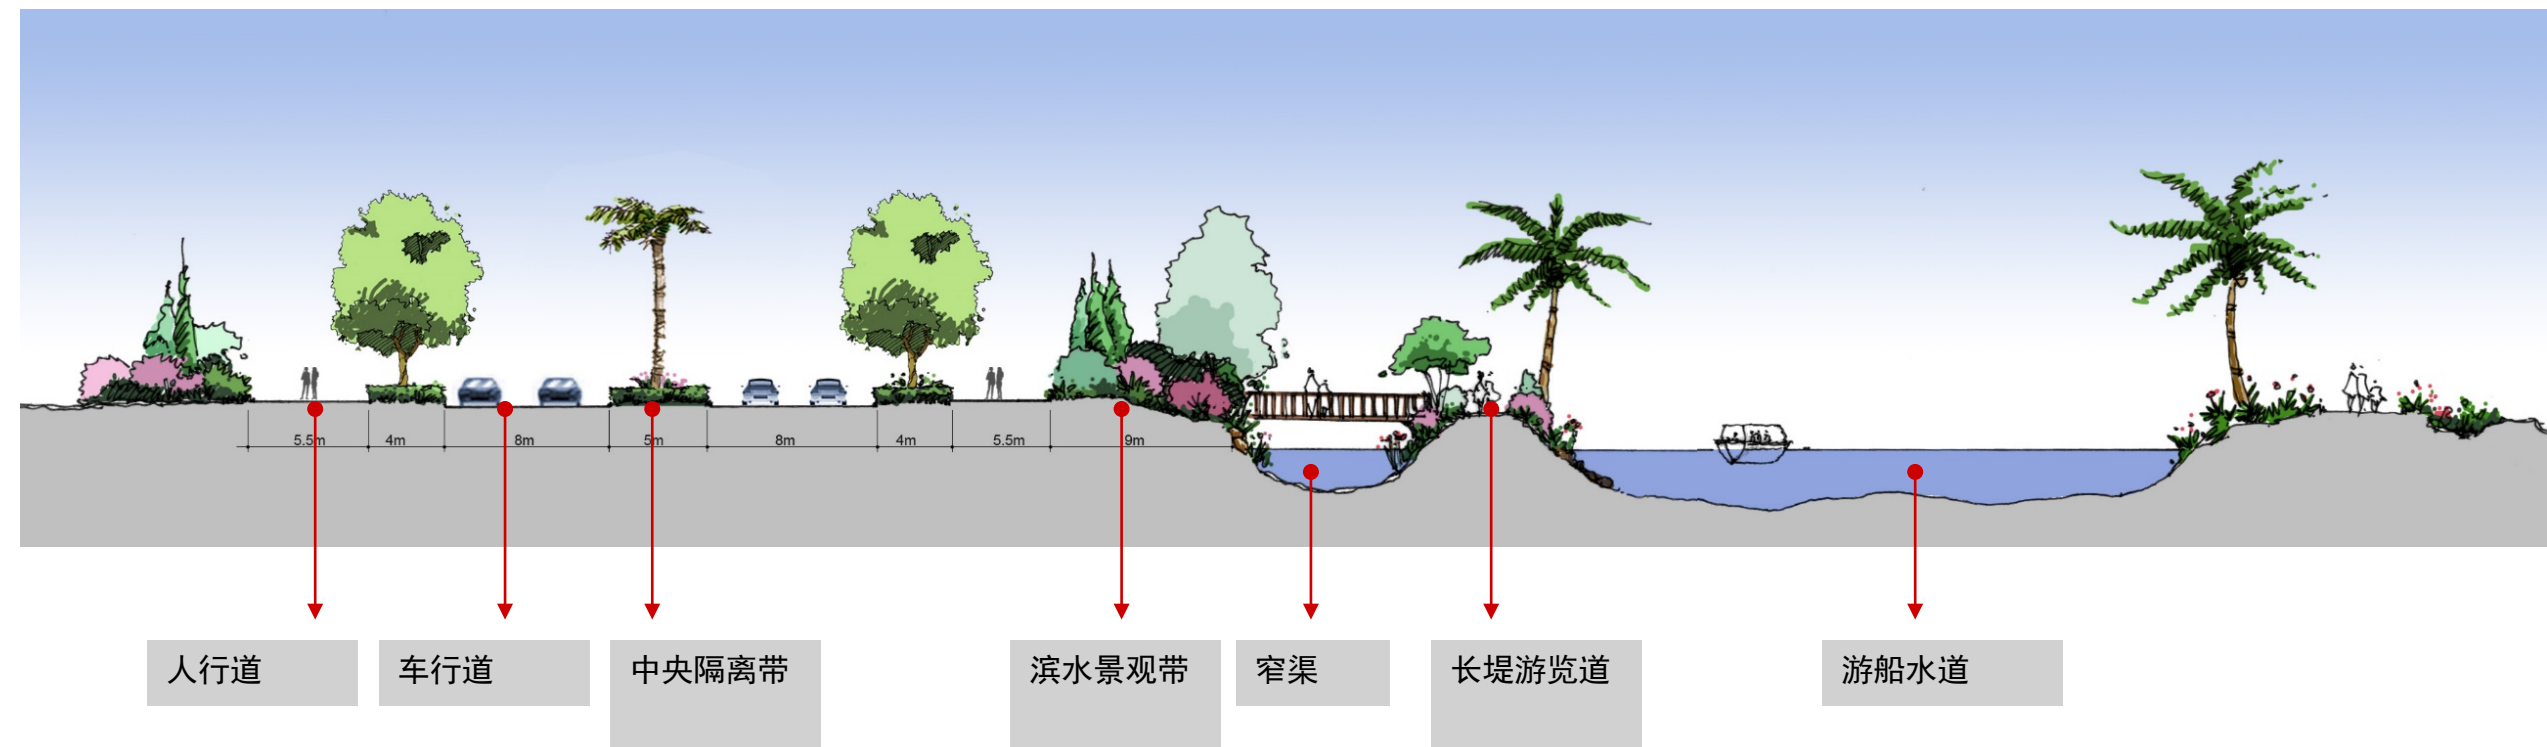 5.5m 4m 8m 5m 8m 4m 5.5m 9m
人行道 车行道 中央隔离带 滨水景观带 窄渠 长堤游览道 游船水道